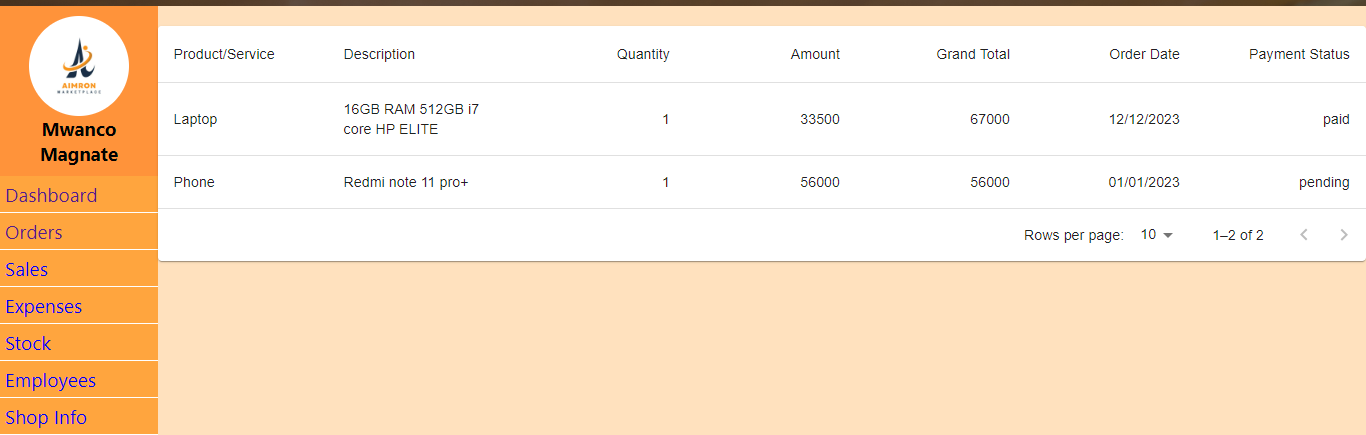 AIMRON
MARKETPLACE
Mwanco
Magnate
Dashboard
Orders
Sales
Expenses
Stock
Employees
Shop Info
Product/Service Description Quantity Amount Grand Total Order Date Payment Status
Laptop 16GB RAM 512GB i7 core HP ELITE 1 33500 67000 12/12/2023 paid
Phone Redmi note 11 pro+ 1 56000 56000 01/01/2023 pending
Rows per page: 10 1–2 of 2